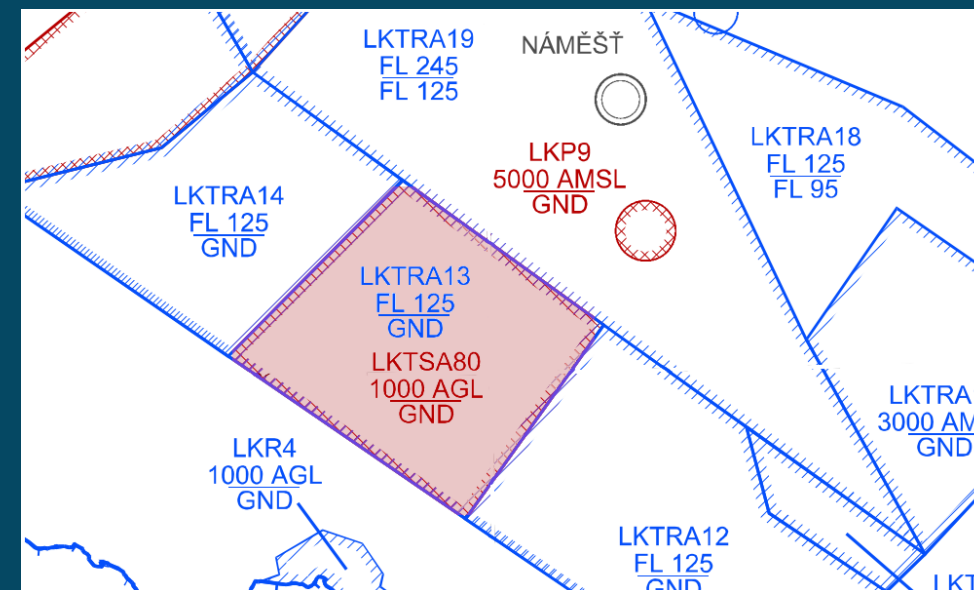 LKTRA19
FL 245
FL 125
NÁMĚŠŤ
LKTRA18
FL 125
FL 95
LKP9
5000 AMSL
GND
LKTRA14
FL 125
GND
LKTRA13
FL 125
GND
LKTSA80
1000 AGL
GND
LKTRA
3000 AM
GND
LKR4
1000 AGL
GND
LKTRA12
FL 125
GND
LKT